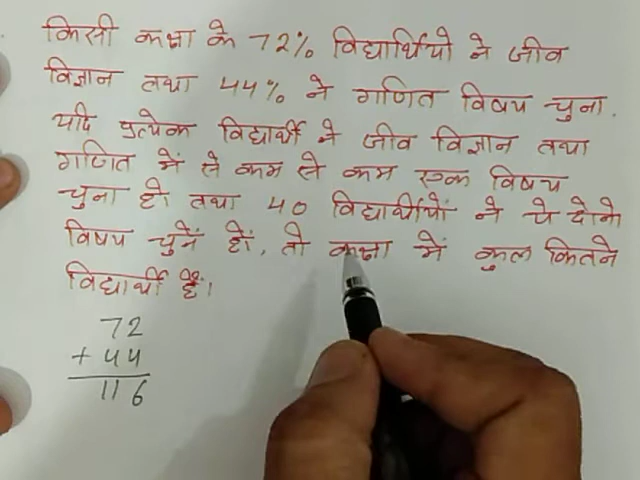 किसी कक्षा के 72% विद्यार्थियो ने जीव
विज्ञान तथा 44% ने गणित विषय चुना.
यदि प्रत्येक विद्यार्थी ने जीव विज्ञान तथा
गणित में से कम से कम एक विषय
चुना हो तथा 40 विद्यार्थीयों ने ये दोनो
विषय चुनें हों, तो कक्षा में कुल कितने
विद्यार्थी हैं।
72
+ 44
116